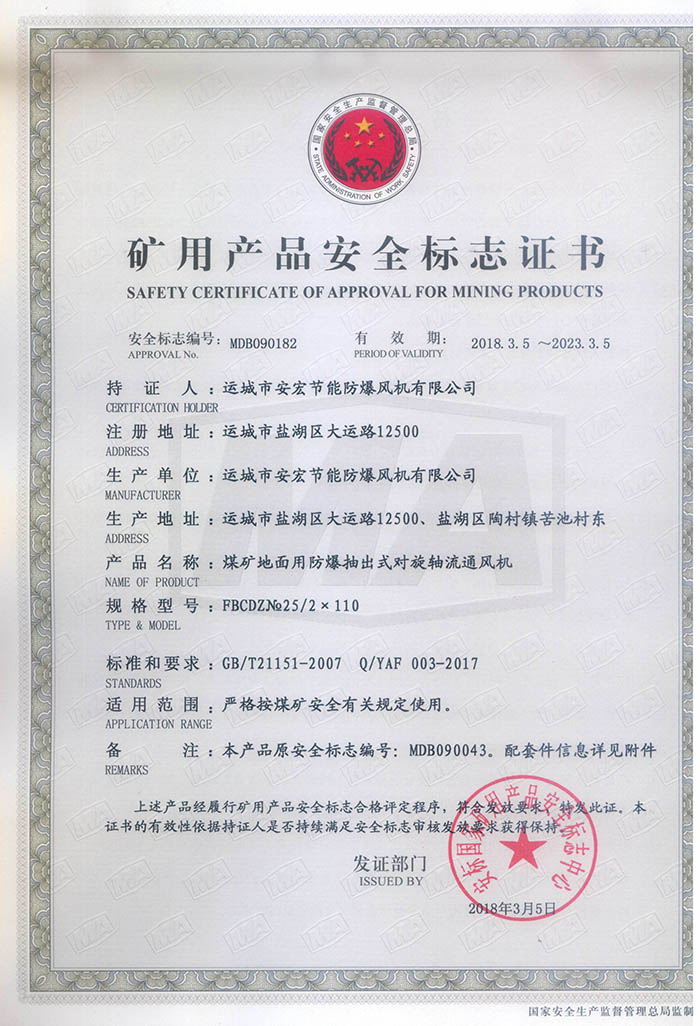 国家安全生产监督管理总局
STATE ADMINISTRATION OF WORK SAFETY
矿用产品安全标志证书
SAFETY CERTIFICATE OF APPROVAL FOR MINING PRODUCTS
安全标志编号: MDB090182 有效期: 2018.3.5 ~2023.3.5
APPROVAL No. PERIOD OF VALIDITY
持证人:运城市安宏节能防爆风机有限公司
CERTIFICATION HOLDER
注册地址:运城市盐湖区大运路12500
ADDRESS
生产单位:运城市安宏节能防爆风机有限公司
MANUFACTURER
生产地址:运城市盐湖区大运路12500、盐湖区陶村镇苦池村东
ADDRESS
产品名称:煤矿地面用防爆抽出式对旋轴流通风机
NAME OF PRODUCT
规格型号:FBCDZ№25/2×110
TYPE & MODEL
标准和要求:GB/T21151-2007 Q/YAF 003-2017
STANDARDS
适用范围:严格按煤矿安全有关规定使用。
APPLICATION RANGE
备注:本产品原安全标志编号: MDB090043。配套件信息详见附件
REMARKS
上述产品经履行矿用产品安全标志合格评定程序,符合发放要求,特发此证。本
证书的有效性依据持证人是否持续满足安全标志审核发放要求获得保持。
发证部门
ISSUED BY
安标国家矿用产品安全标志中心
2018年3月5日
国家安全生产监督管理总局监制
MA